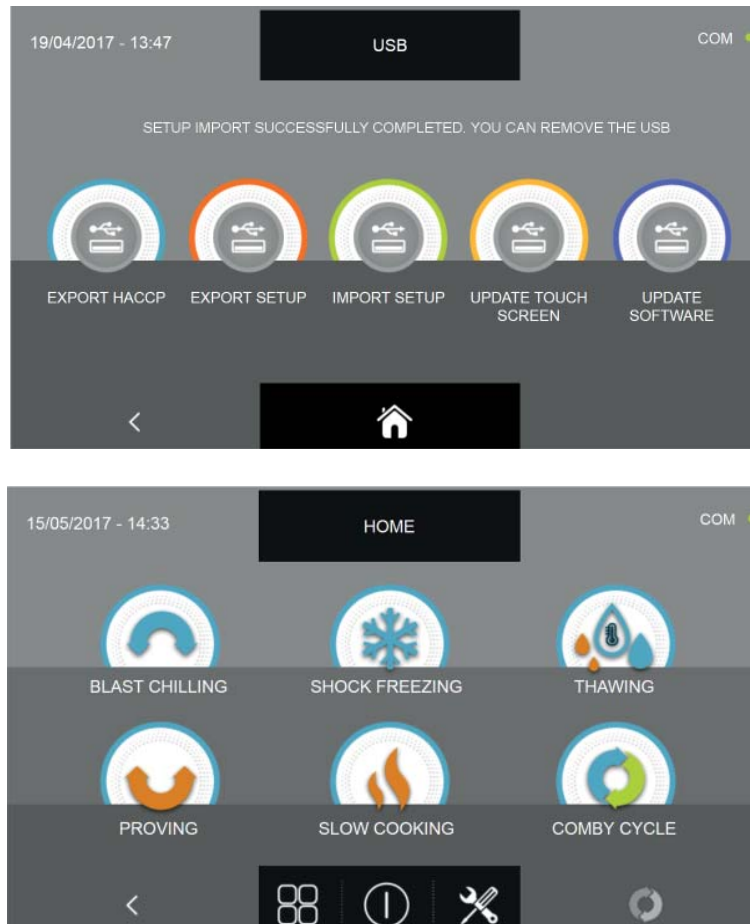 19/04/2017 - 13:47
USB
COM
SETUP IMPORT SUCCESSFULLY COMPLETED. YOU CAN REMOVE THE USB
EXPORT HACCP
EXPORT SETUP
IMPORT SETUP
UPDATE TOUCH
SCREEN
UPDATE
SOFTWARE
15/05/2017 - 14:33
HOME
COM
BLAST CHILLING
SHOCK FREEZING
THAWING
PROVING
SLOW COOKING
COMBY CYCLE